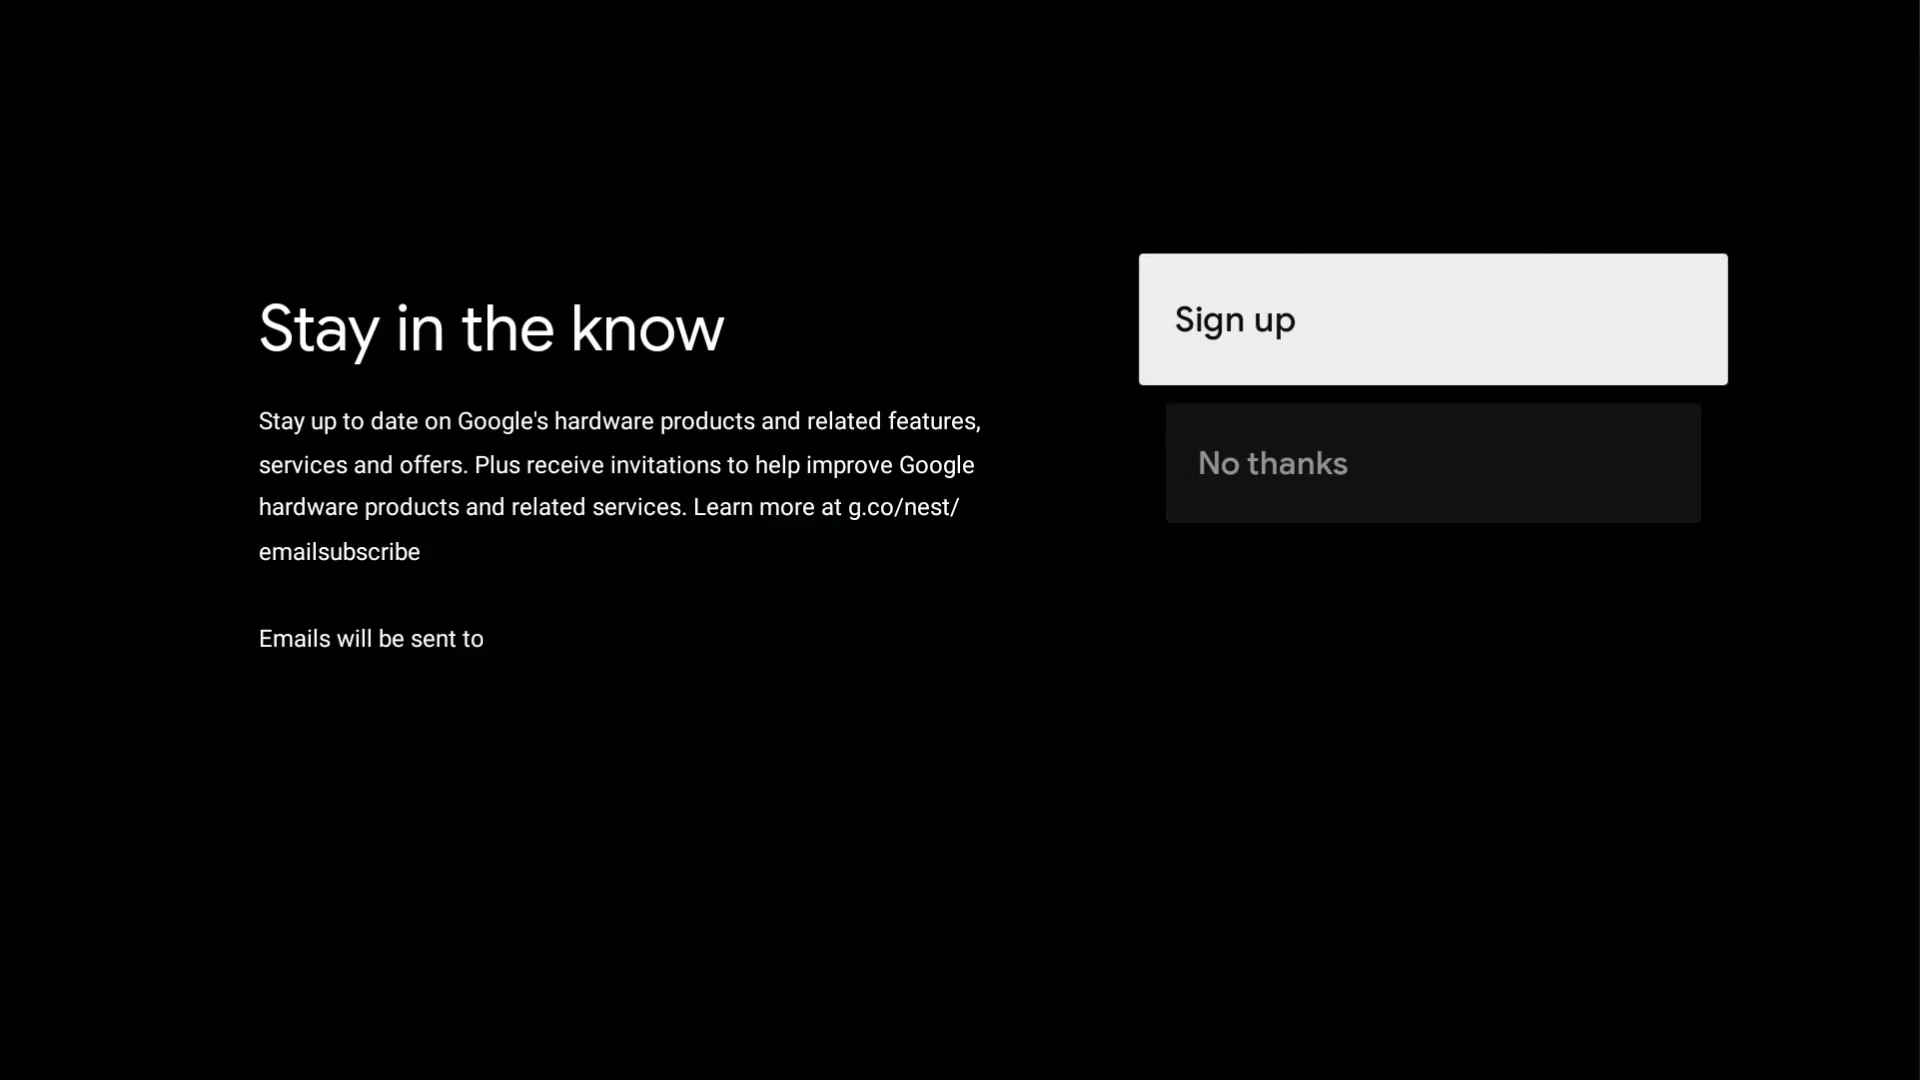 Stay in the know
Stay up to date on Google's hardware products and related features,
services and offers. Plus receive invitations to help improve Google
hardware products and related services. Learn more at g.co/nest/
emailsubscribe
Emails will be sent to
Sign up
No thanks